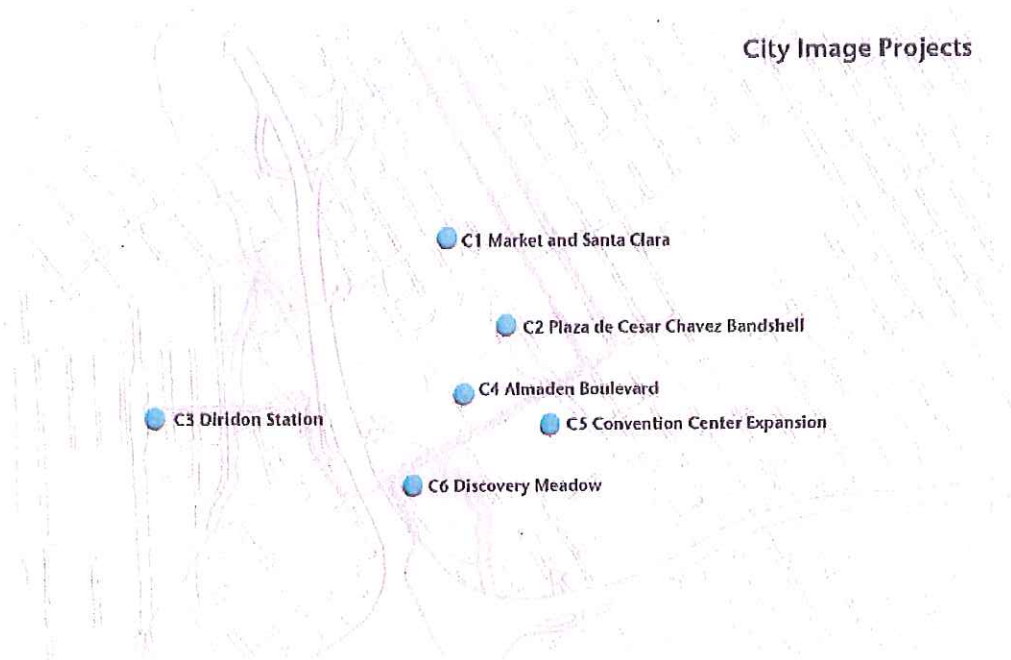 City Image Projects
C1 Market and Santa Clara
C2 Plaza de Cesar Chavez Bandshell
C4 Almaden Boulevard
C3 Diridon Station
C5 Convention Center Expansion
C6 Discovery Meadow